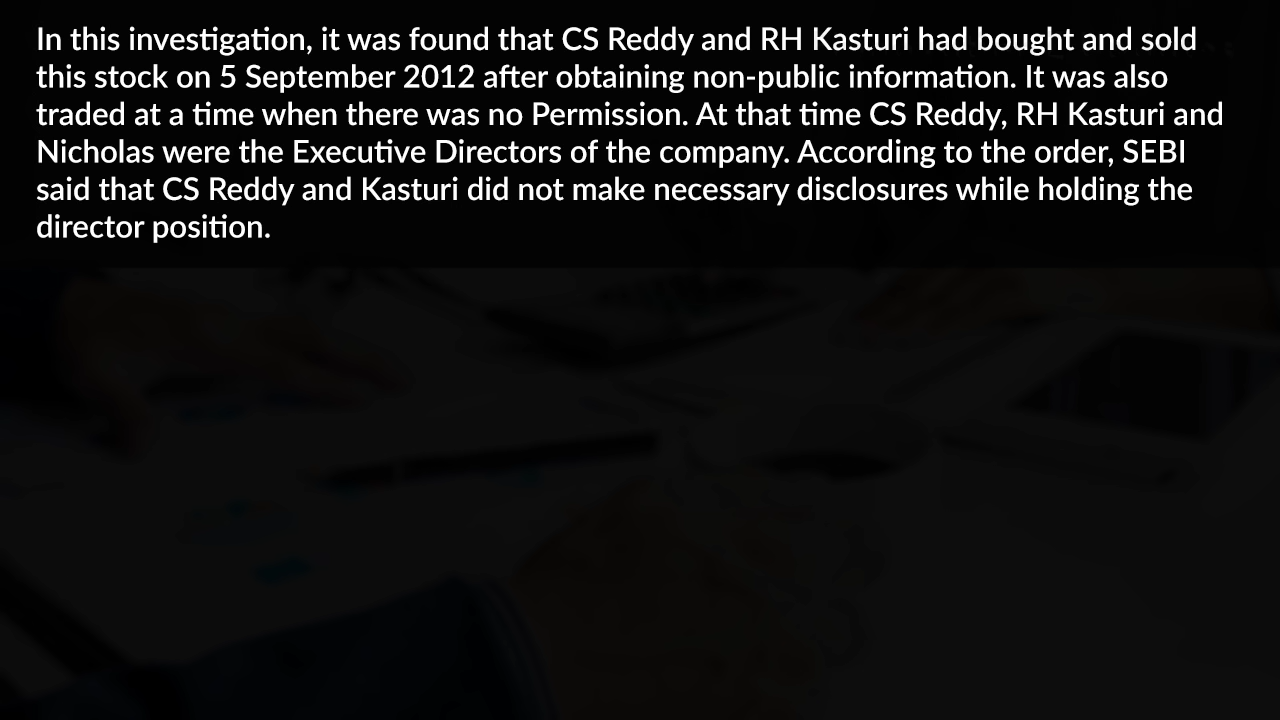 In this investigation, it was found that CS Reddy and RH Kasturi had bought and sold
this stock on 5 September 2012 after obtaining non-public information. It was also
traded at a time when there was no Permission. At that time CS Reddy, RH Kasturi and
Nicholas were the Executive Directors of the company. According to the order, SEBI
said that CS Reddy and Kasturi did not make necessary disclosures while holding the
director position.